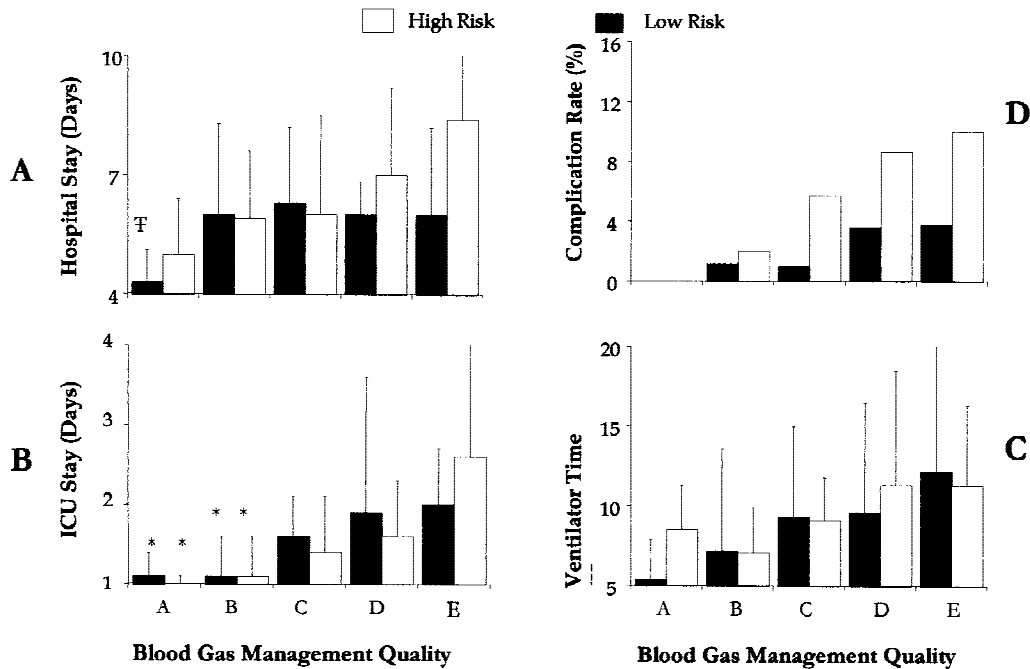 High Risk
Low Risk
A
Hospital Stay (Days)
10
7
4
Ŧ
D
Complication Rate (%)
16
12
8
4
0
B
ICU Stay (Days)
4
3
2
1
* * * *
A B C D E
Blood Gas Management Quality
C
Ventilator Time
20
15
10
5
A B C D E
Blood Gas Management Quality